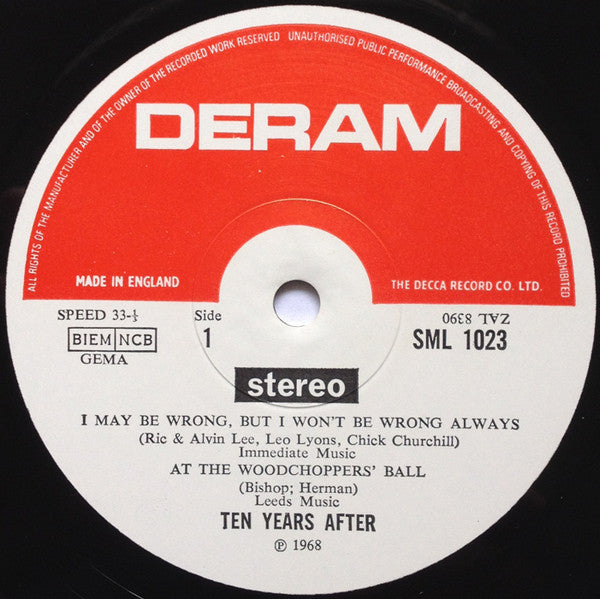 ALL RIGHTS OF THE MANUFACTURER AND OF THE OWNER OF THE RECORDED WORK RESERVED UNAUTHORISED PUBLIC PERFORMANCE BROADCASTING AND COPYING OF THIS RECORD PROHIBITED
DERAM
MADE IN ENGLAND THE DECCA RECORD CO. LTD.
SPEED 33-⅓ Side ZAL 8390
BIEM NCB 1 SML 1023
GEMA
stereo
I MAY BE WRONG, BUT I WON'T BE WRONG ALWAYS
(Ric & Alvin Lee, Leo Lyons, Chick Churchill)
Immediate Music
AT THE WOODCHOPPERS' BALL
(Bishop; Herman)
Leeds Music
TEN YEARS AFTER
℗ 1968